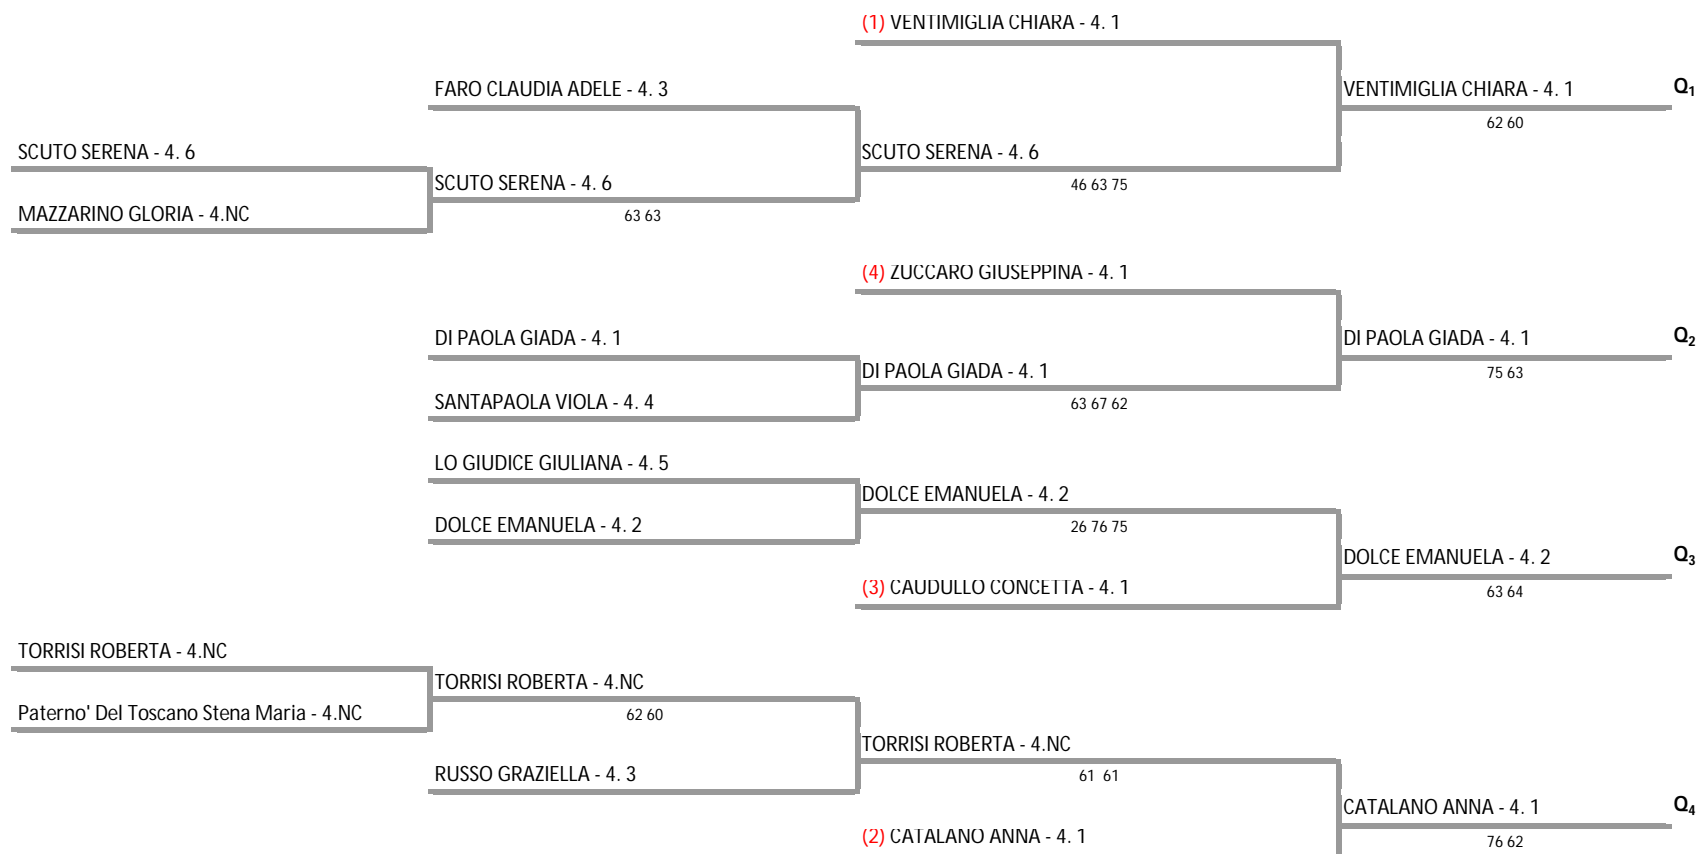 (1) VENTIMIGLIA CHIARA - 4. 1
FARO CLAUDIA ADELE - 4. 3
VENTIMIGLIA CHIARA - 4. 1
Q1
62 60
SCUTO SERENA - 4. 6
SCUTO SERENA - 4. 6
SCUTO SERENA - 4. 6
46 63 75
MAZZARINO GLORIA - 4.NC
63 63
(4) ZUCCARO GIUSEPPINA - 4. 1
DI PAOLA GIADA - 4. 1
DI PAOLA GIADA - 4. 1
Q2
DI PAOLA GIADA - 4. 1
75 63
SANTAPAOLA VIOLA - 4. 4
63 67 62
LO GIUDICE GIULIANA - 4. 5
DOLCE EMANUELA - 4. 2
DOLCE EMANUELA - 4. 2
26 76 75
DOLCE EMANUELA - 4. 2
Q3
(3) CAUDULLO CONCETTA - 4. 1
63 64
TORRISI ROBERTA - 4.NC
TORRISI ROBERTA - 4.NC
Paterno' Del Toscano Stena Maria - 4.NC
62 60
TORRISI ROBERTA - 4.NC
RUSSO GRAZIELLA - 4. 3
61 61
CATALANO ANNA - 4. 1
Q4
(2) CATALANO ANNA - 4. 1
76 62